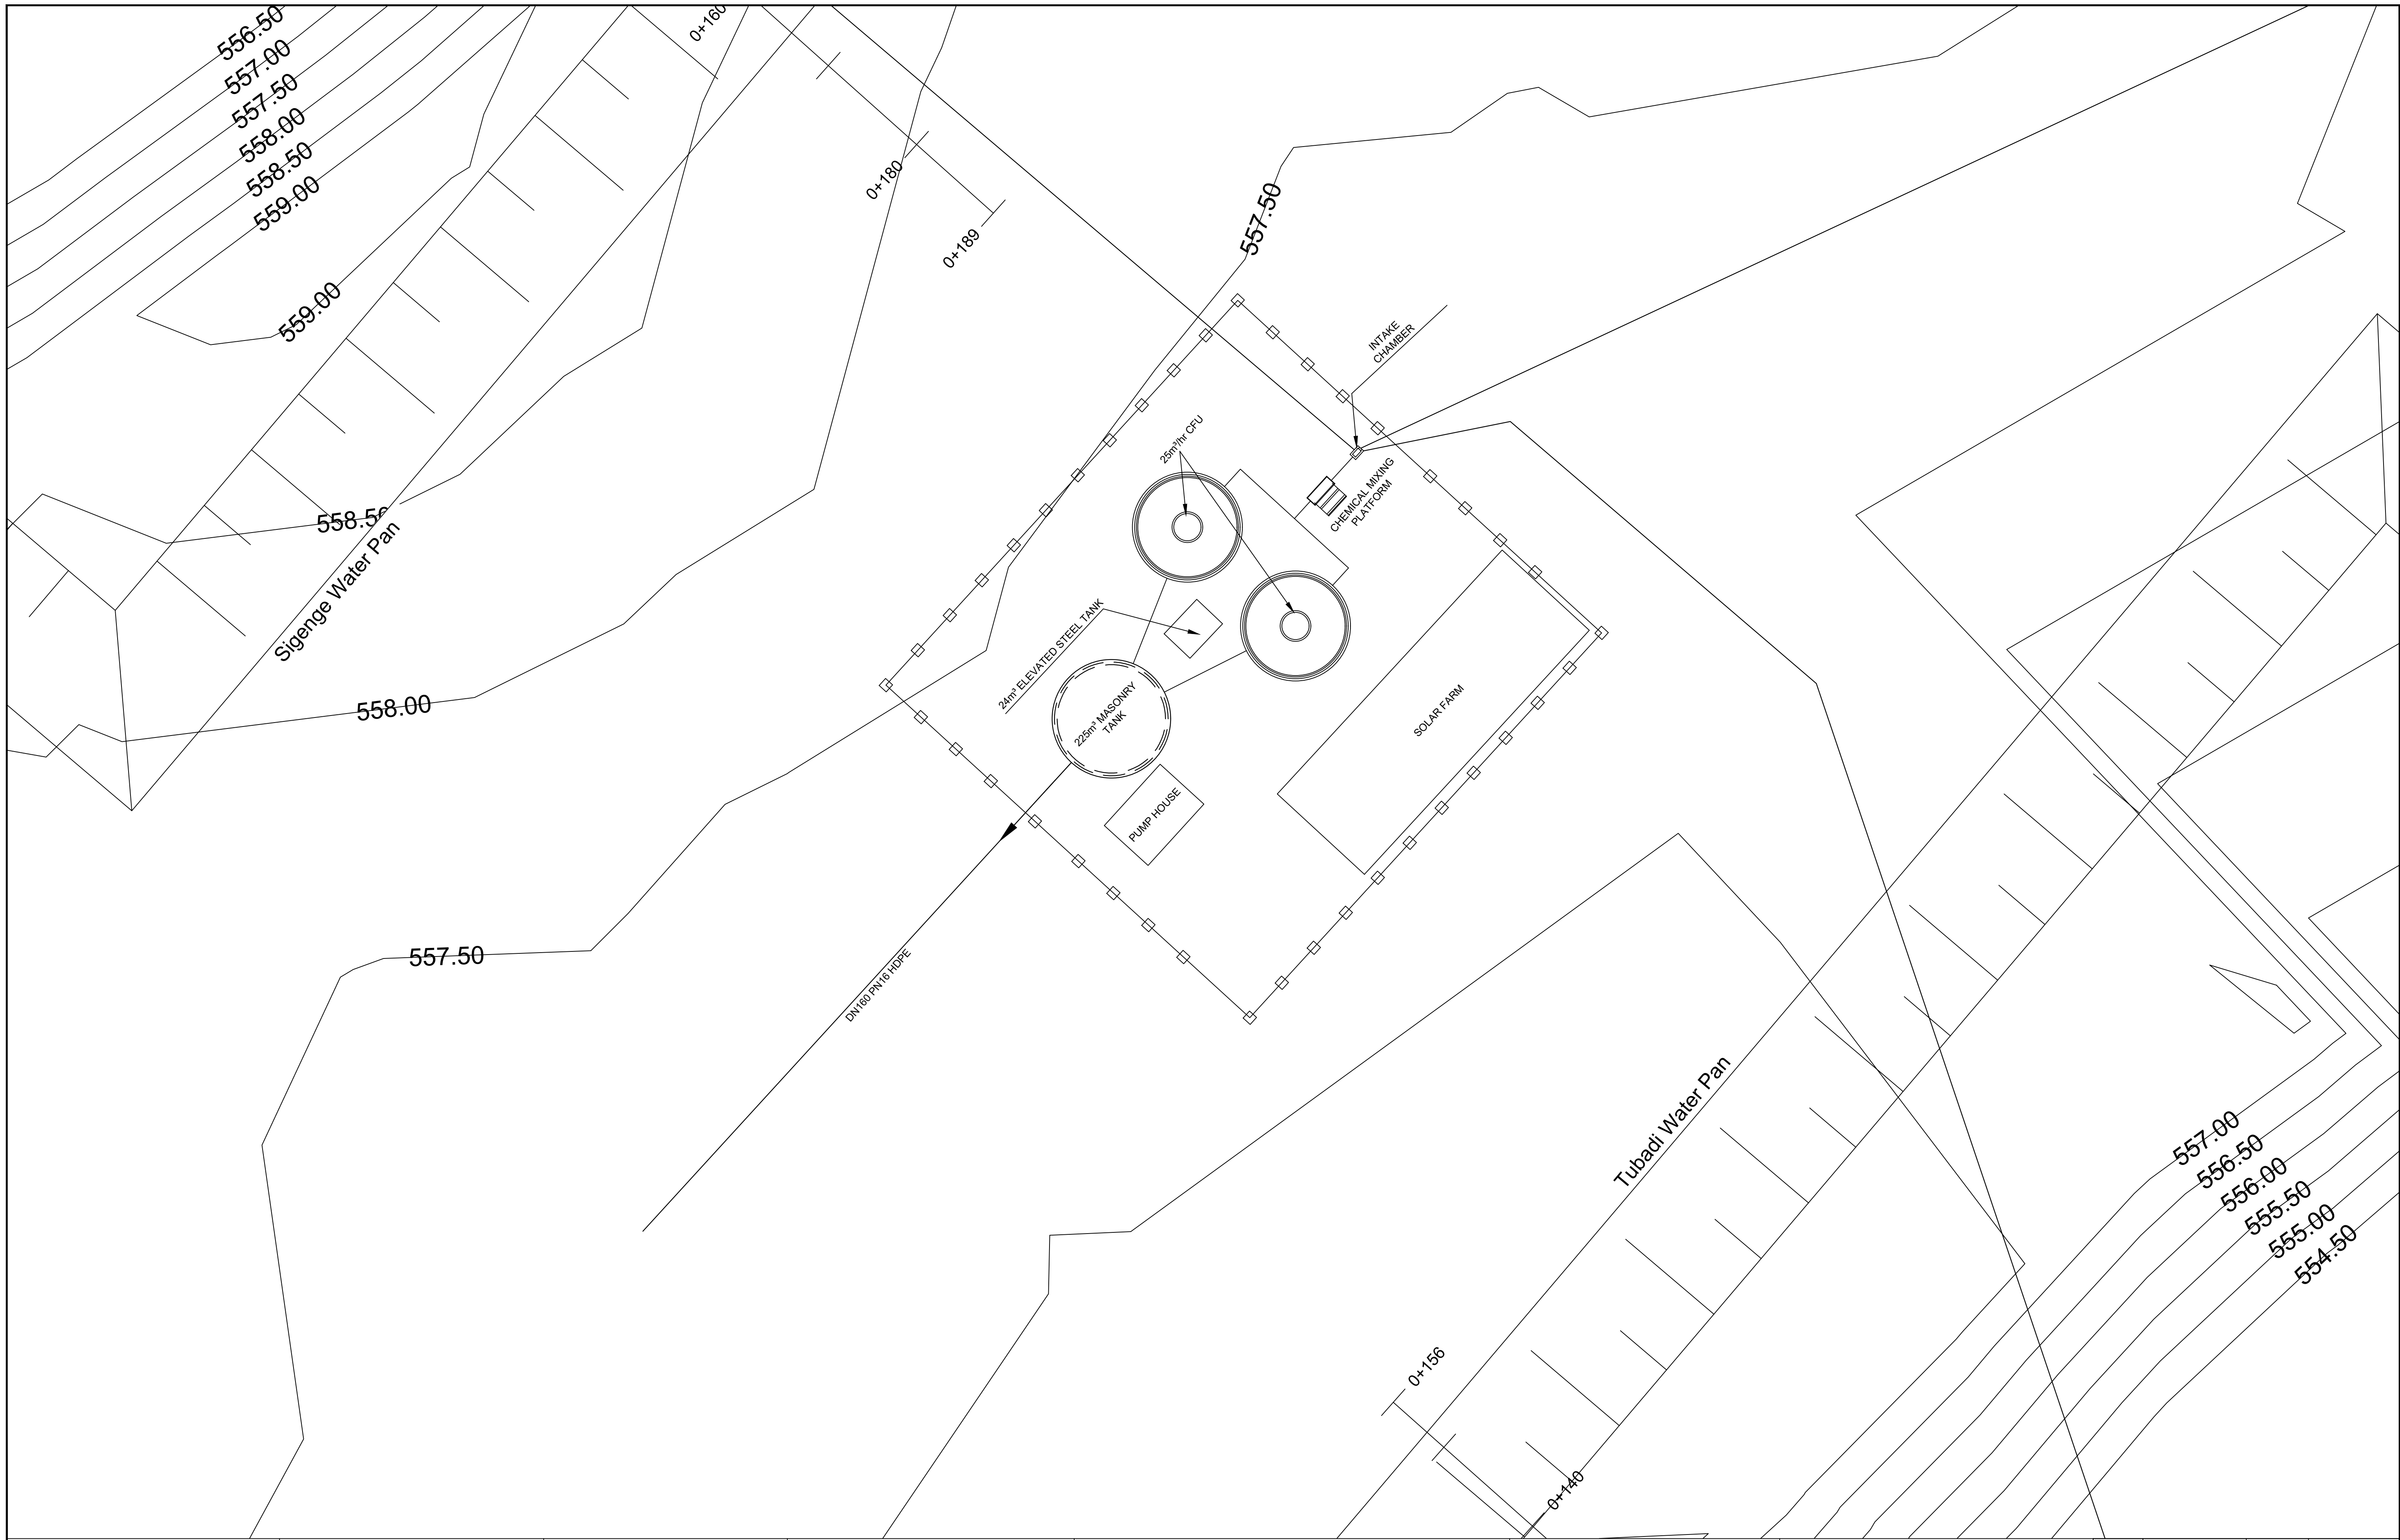 556.50
557.00
557.50
558.00
558.50
559.00
559.00
0+160
0+180
0+189
557.50
INTAKE
CHAMBER
25m³/hr CFU
CHEMICAL MIXING
PLATFORM
558.50
Sigenge Water Pan
24m³ ELEVATED STEEL TANK
558.00
225m³ MASONRY
TANK
SOLAR FARM
PUMP HOUSE
557.50
DN160 PN16 HDPE
Tubadi Water Pan
557.00
556.50
556.00
555.50
555.00
554.50
0+156
0+140